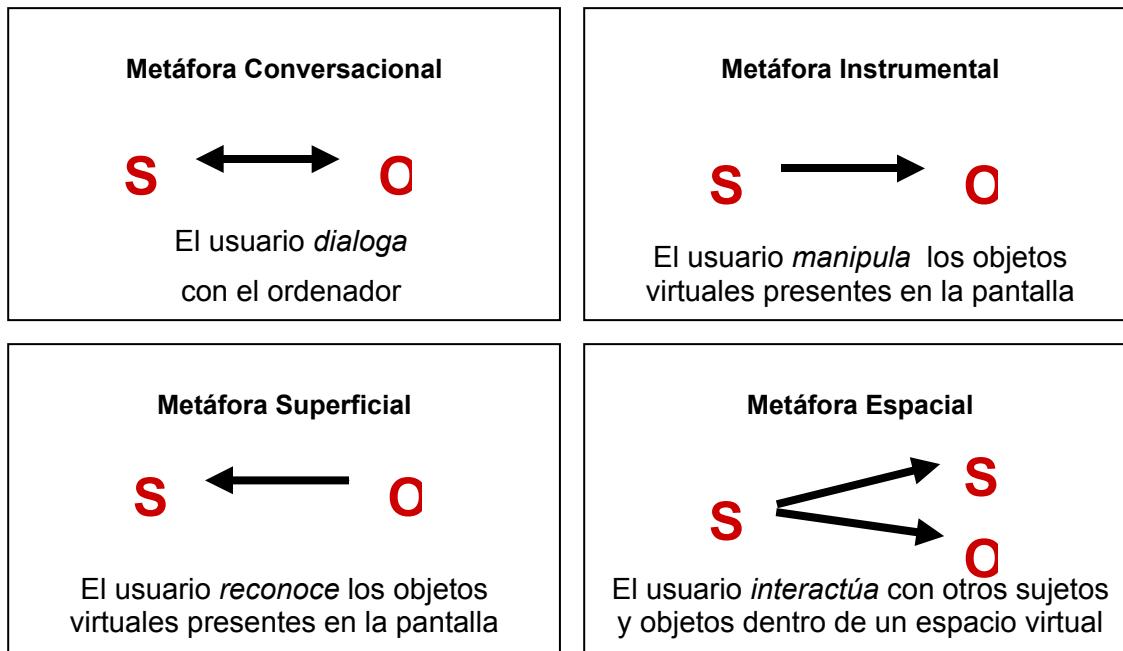 Metáfora Conversacional
S O
El usuario dialoga
con el ordenador
Metáfora Instrumental
S O
El usuario manipula los objetos
virtuales presentes en la pantalla
Metáfora Superficial
S O
El usuario reconoce los objetos
virtuales presentes en la pantalla
Metáfora Espacial
S
S
O
El usuario interactúa con otros sujetos
y objetos dentro de un espacio virtual